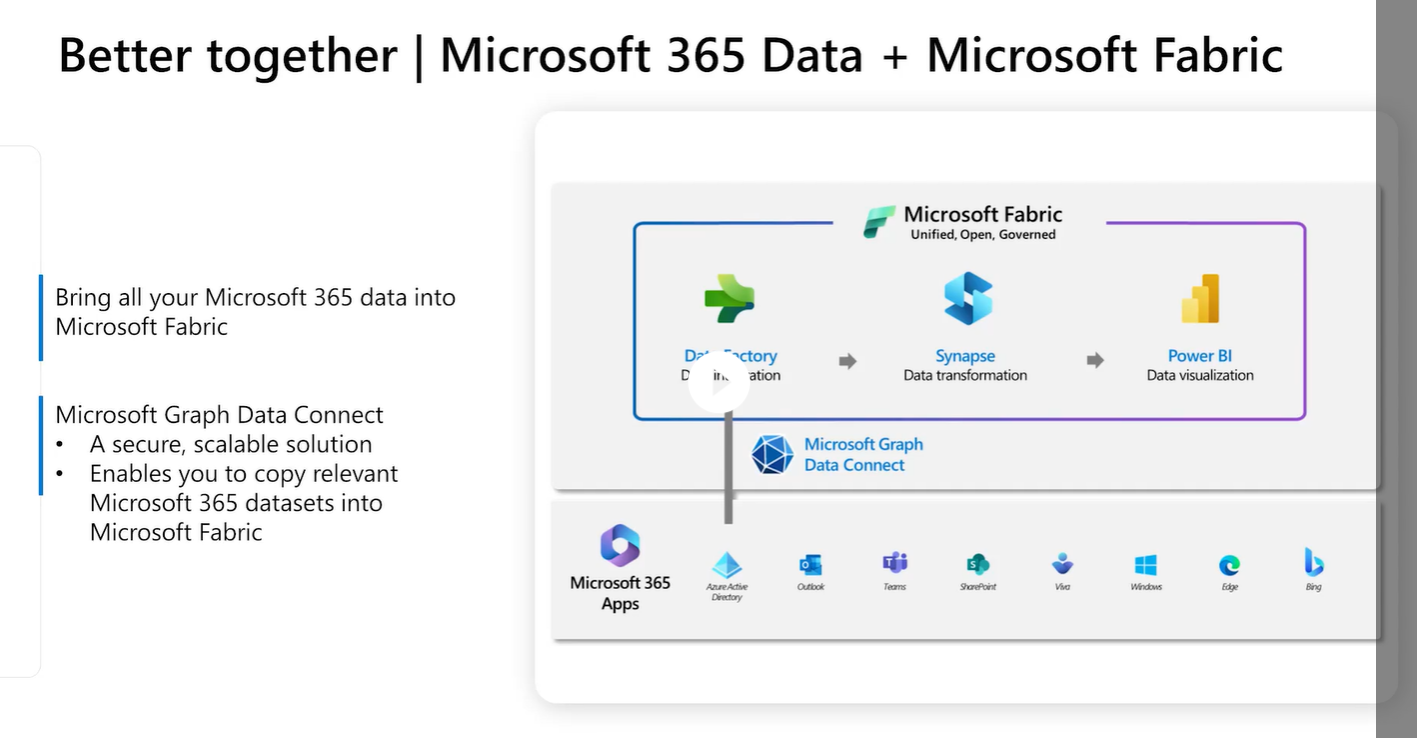 Better together | Microsoft 365 Data + Microsoft Fabric
Bring all your Microsoft 365 data into
Microsoft Fabric
Microsoft Graph Data Connect
• A secure, scalable solution
• Enables you to copy relevant
Microsoft 365 datasets into
Microsoft Fabric
Microsoft Fabric
Unified, Open, Governed
Data Factory
Synapse
Data transformation
Power BI
Data visualization
Microsoft Graph
Data Connect
Microsoft 365
Apps
Azure Active
Directory
Outlook
Teams
SharePoint
Viva
Windows
Edge
Bing